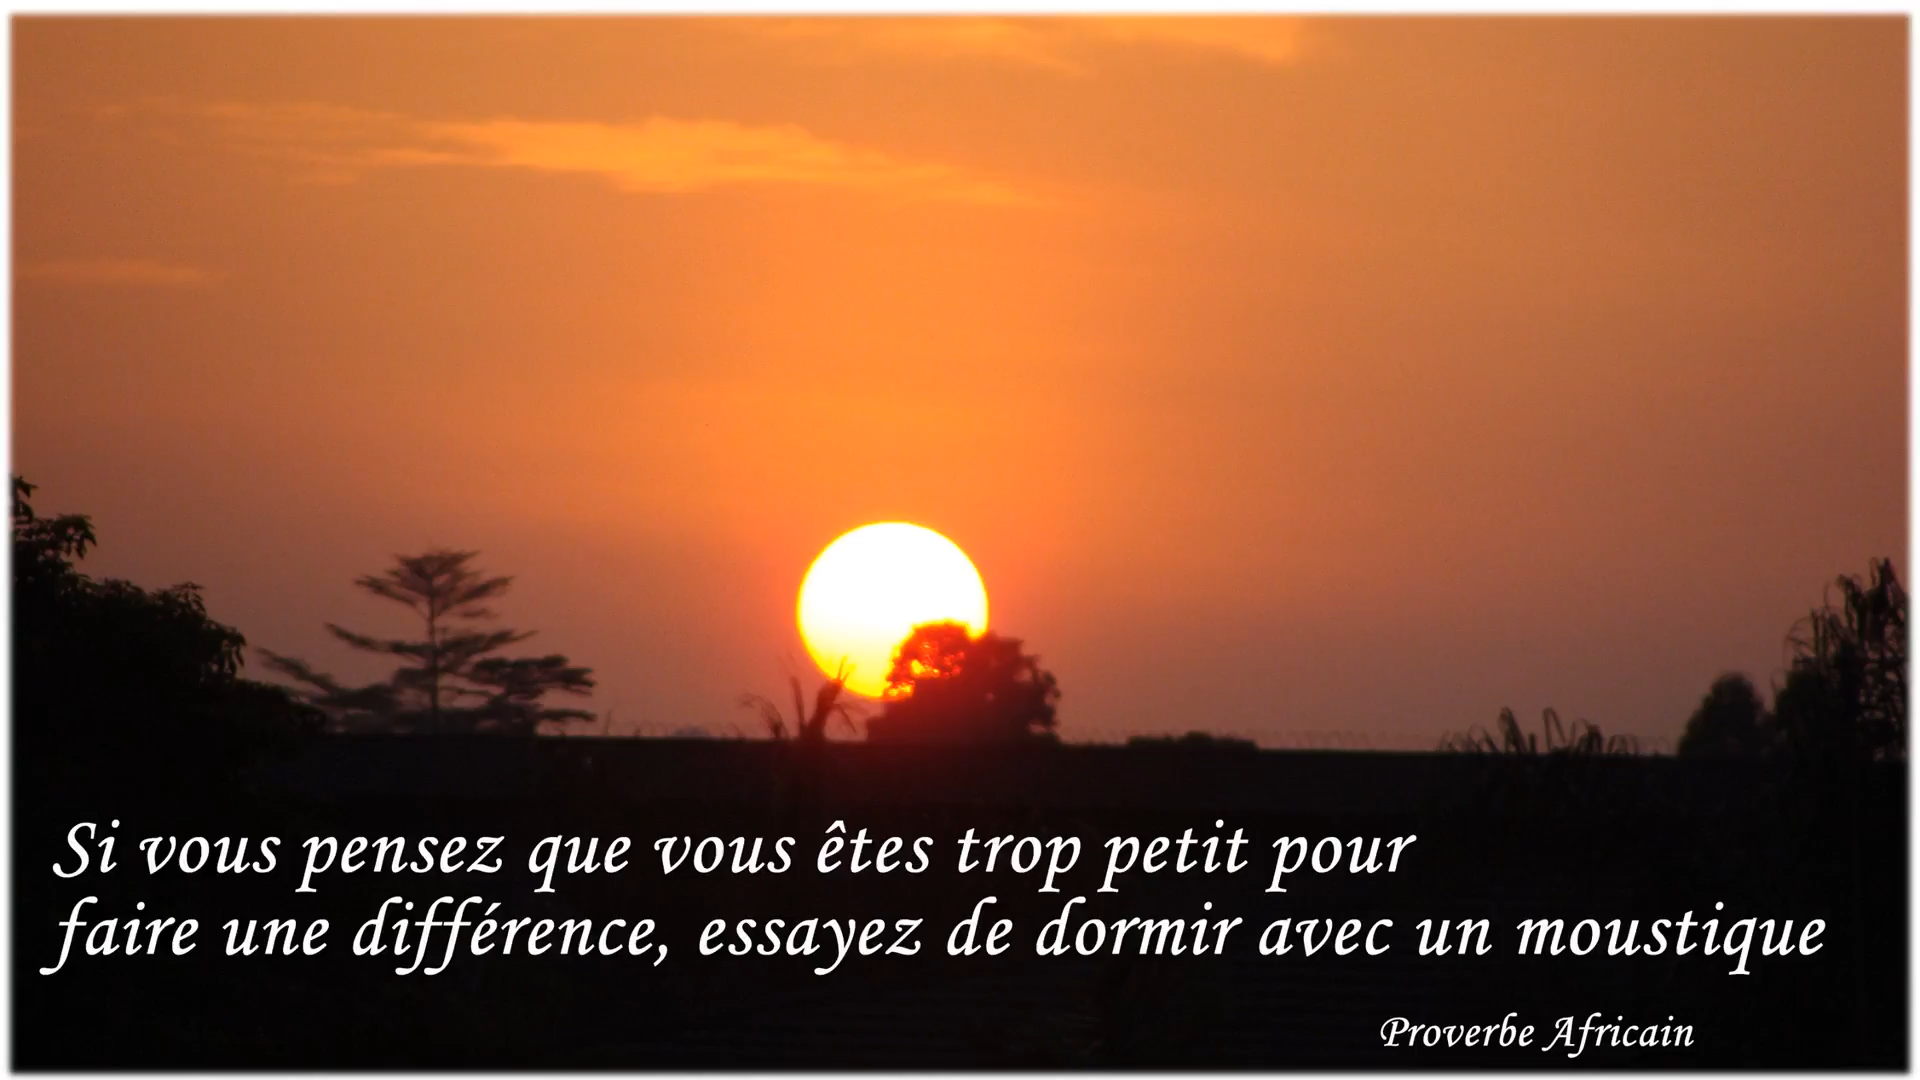 Si vous pensez que vous êtes trop petit pour
faire une différence, essayez de dormir avec un moustique
Proverbe Africain